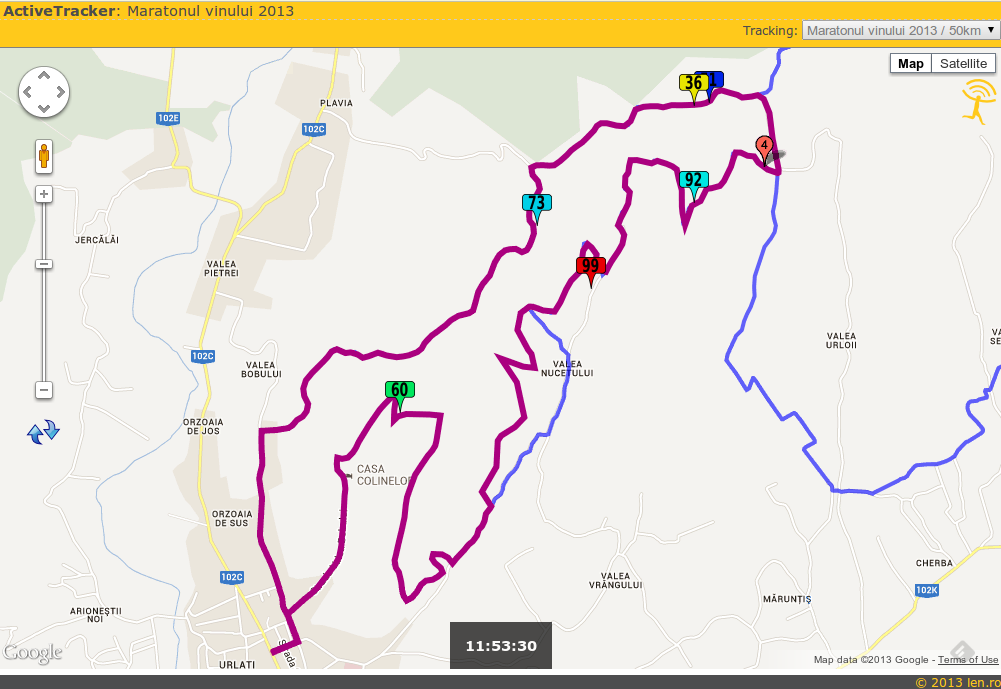 ActiveTracker: Maratonul vinului 2013
Tracking: Maratonul vinului 2013 / 50km
Map Satellite
36
1
PLAVIA
102E
102C
4
92
73
JERCĂLĂI
VALEA
PIETREI
99
102C
VALEA
BOBULUI
VALEA
NUCETULUI
VALEA
URLOII
VA
SE
60
ORZOAIA
DE JOS
CASA
COLINELOR
ORZOAIA
DE SUS
102C
VALEA
VRÂNGULUI
CHERBA
102K
MĂRUNȚIȘ
ARIONEȘTII
NOI
11:53:30
Strada
URLATI
Google
Map data ©2013 Google - Terms of Use
© 2013 len.ro